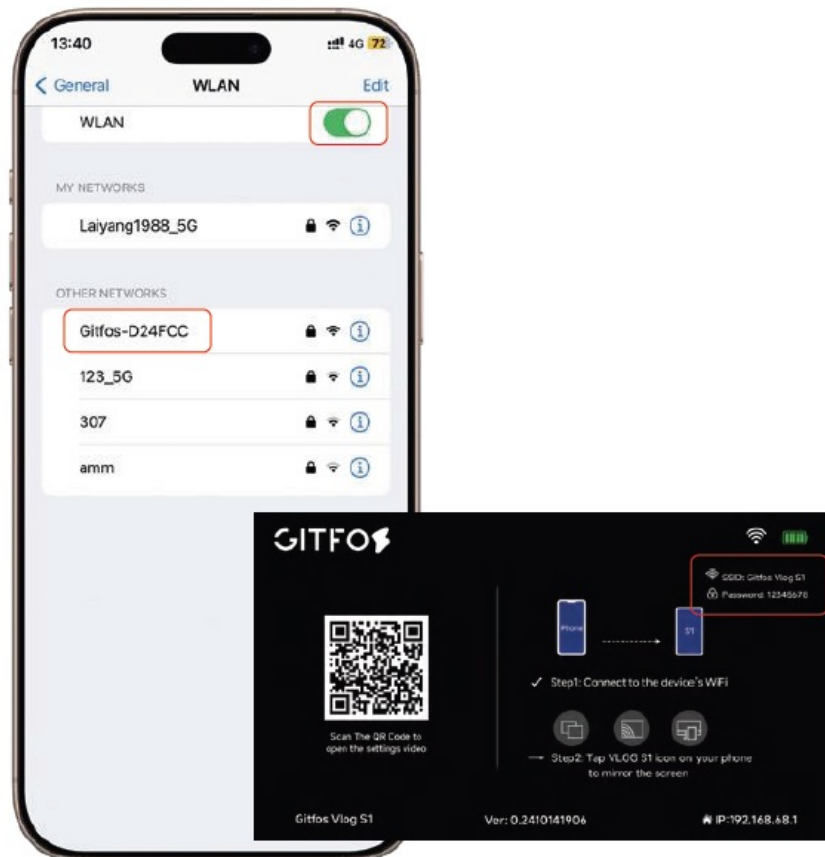 13:40
4G 72
General WLAN Edit
WLAN
MY NETWORKS
Laiyang1988_5G
OTHER NETWORKS
Gitfos-D24FCC
123_5G
307
amm
GITFOS
SSID: Gitfos Vlog S1
Password: 12345678
Phone
S1
Step1: Connect to the device's WiFi
Scan The QR Code to
open the settings video
Step2: Tap VLOG S1 icon on your phone
to mirror the screen
Gitfos Vlog S1 Ver: 0.2410141906 IP:192.168.68.1